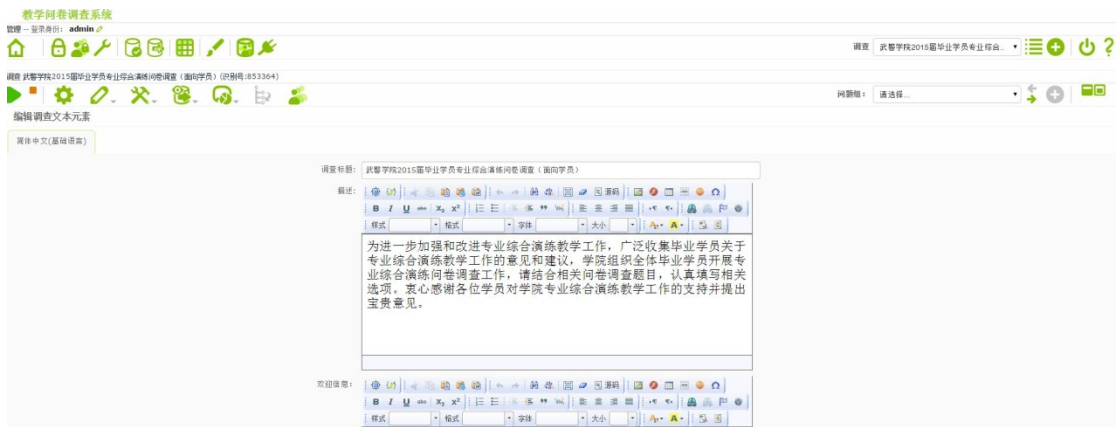 教学问卷调查系统
管理 -- 登录身份: admin
调查 武警学院2015届毕业学员专业综合..
调查 武警学院2015届毕业学员专业综合演练问卷调查(面向学员)(识别号:853364)
问题组: 请选择...
编辑调查文本元素
简体中文(基础语言)
调查标题: 武警学院2015届毕业学员专业综合演练问卷调查(面向学员)
描述:
源码
B I U abc X₂ X²
样式 格式 字体 大小
为进一步加强和改进专业综合演练教学工作,广泛收集毕业学员关于
专业综合演练教学工作的意见和建议,学院组织全体毕业学员开展专
业综合演练问卷调查工作,请结合相关问卷调查题目,认真填写相关
选项。衷心感谢各位学员对学院专业综合演练教学工作的支持并提出
宝贵意见。
欢迎信息:
源码
B I U abc X₂ X²
样式 格式 字体 大小